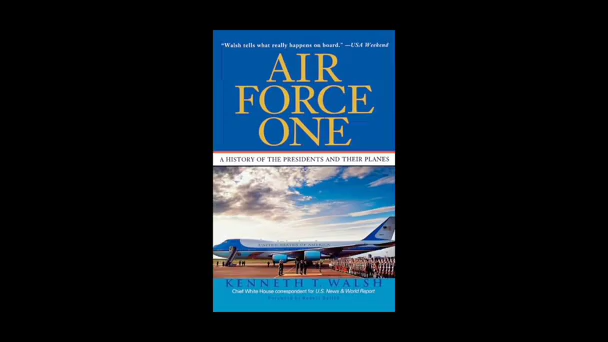 "Walsh tells what really happens on board." —USA Weekend
AIR
FORCE
ONE
A HISTORY OF THE PRESIDENTS AND THEIR PLANES
UNITED STATES OF AMERICA
KENNETH T. WALSH
Chief White House correspondent for U.S. News & World Report